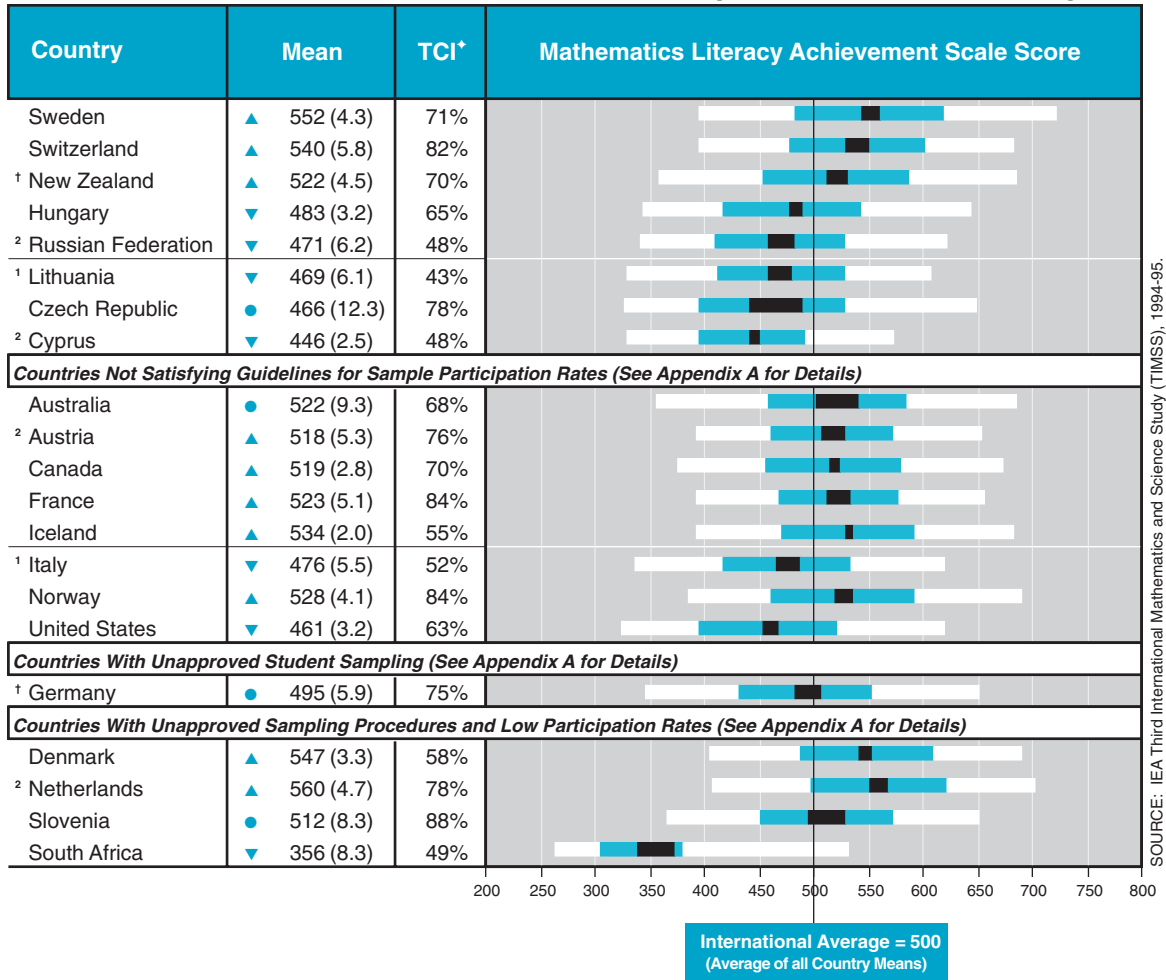 Country Mean TCI✦ Mathematics Literacy Achievement Scale Score
Sweden ▲ 552 (4.3) 71%
Switzerland ▲ 540 (5.8) 82%
† New Zealand ▲ 522 (4.5) 70%
Hungary ▼ 483 (3.2) 65%
² Russian Federation ▼ 471 (6.2) 48%
¹ Lithuania ▼ 469 (6.1) 43%
Czech Republic ● 466 (12.3) 78%
² Cyprus ▼ 446 (2.5) 48%
Countries Not Satisfying Guidelines for Sample Participation Rates (See Appendix A for Details)
Australia ● 522 (9.3) 68%
² Austria ▲ 518 (5.3) 76%
Canada ▲ 519 (2.8) 70%
France ▲ 523 (5.1) 84%
Iceland ▲ 534 (2.0) 55%
¹ Italy ▼ 476 (5.5) 52%
Norway ▲ 528 (4.1) 84%
United States ▼ 461 (3.2) 63%
Countries With Unapproved Student Sampling (See Appendix A for Details)
† Germany ● 495 (5.9) 75%
Countries With Unapproved Sampling Procedures and Low Participation Rates (See Appendix A for Details)
Denmark ▲ 547 (3.3) 58%
² Netherlands ▲ 560 (4.7) 78%
Slovenia ● 512 (8.3) 88%
South Africa ▼ 356 (8.3) 49%
200 250 300 350 400 450 500 550 600 650 700 750 800
International Average = 500
(Average of all Country Means)
SOURCE: IEA Third International Mathematics and Science Study (TIMSS), 1994-95.